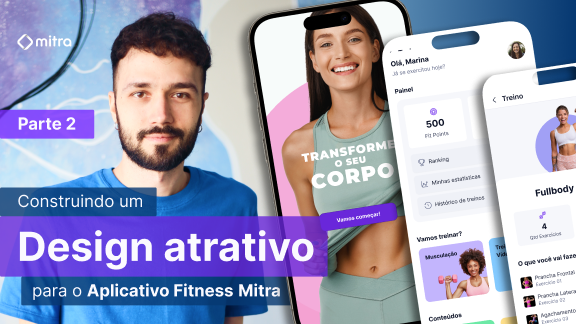 mitra
Parte 2
Construindo um
Design atrativo
para o Aplicativo Fitness Mitra
TRANSFORME
O SEU
CORPO
Vamos começar!
Olá, Marina
Já se exercitou hoje?
Painel
500
Fit Points
Ranking
Minhas estatísticas
Histórico de treinos
Vamos treinar?
Musculação
Conteúdos
Treino
Fullbody
4
Qtd Exercícios
O que você vai faze
Prancha Frontal
Exercício 01
Prancha Latera
Exercício 02
Agachamento
Exercício 03